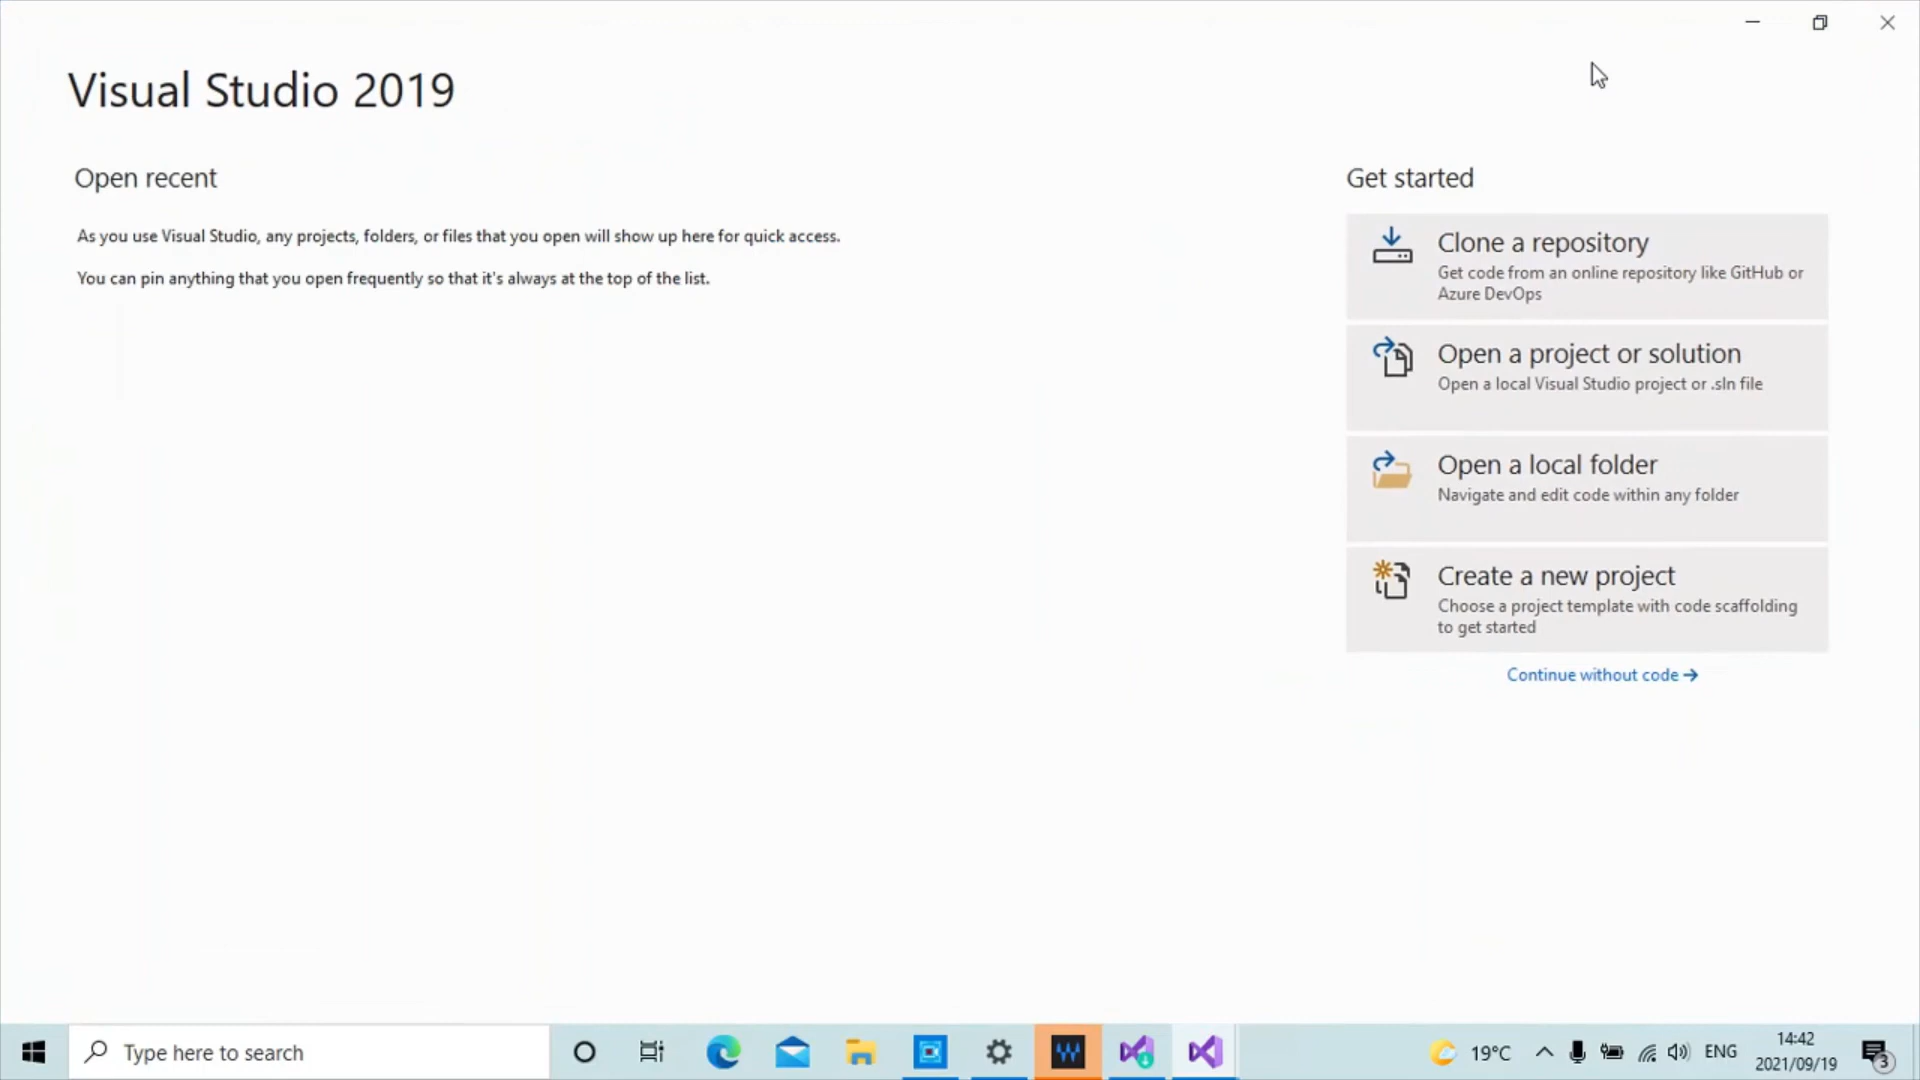 Visual Studio 2019
Open recent
As you use Visual Studio, any projects, folders, or files that you open will show up here for quick access.
You can pin anything that you open frequently so that it's always at the top of the list.
Get started
Clone a repository
Get code from an online repository like GitHub or
Azure DevOps
Open a project or solution
Open a local Visual Studio project or .sln file
Open a local folder
Navigate and edit code within any folder
Create a new project
Choose a project template with code scaffolding
to get started
Continue without code →
Type here to search
19°C
ENG
14:42
2021/09/19
3